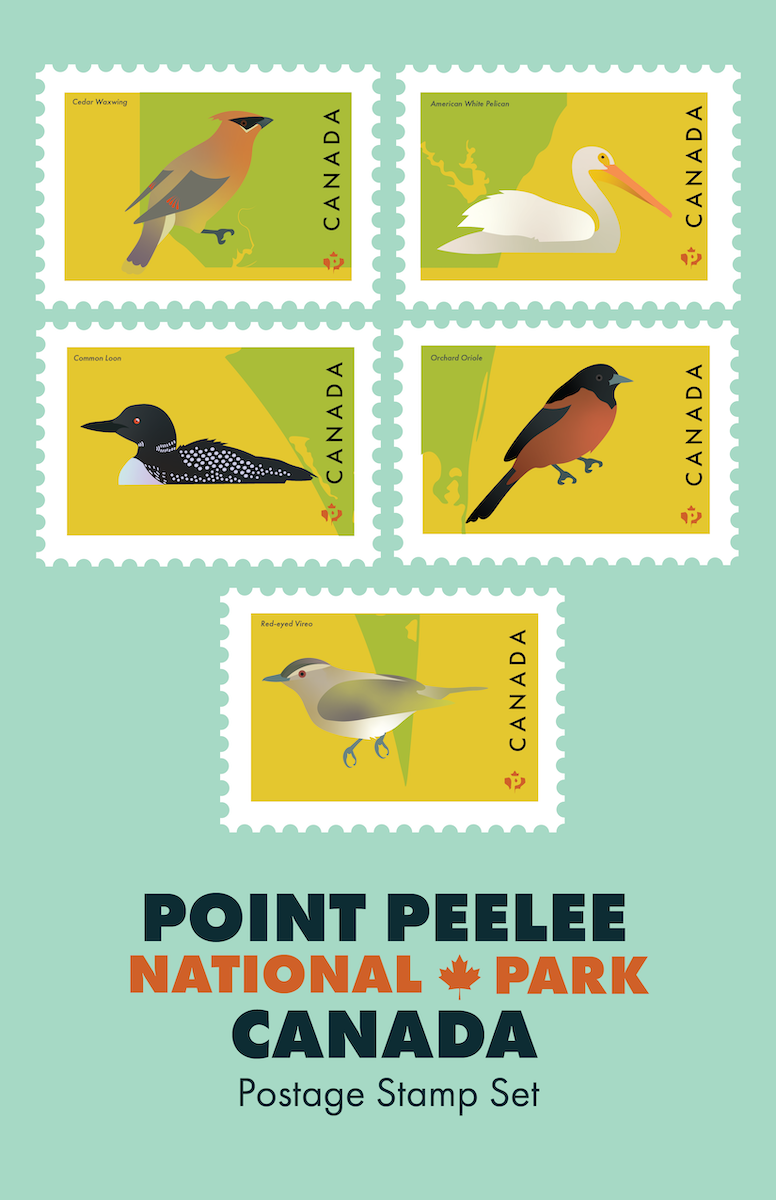 Cedar Waxwing
CANADA
P
American White Pelican
CANADA
P
Common Loon
CANADA
P
Orchard Oriole
CANADA
P
Red-eyed Vireo
CANADA
P
POINT PEELEE
NATIONAL PARK
CANADA
Postage Stamp Set